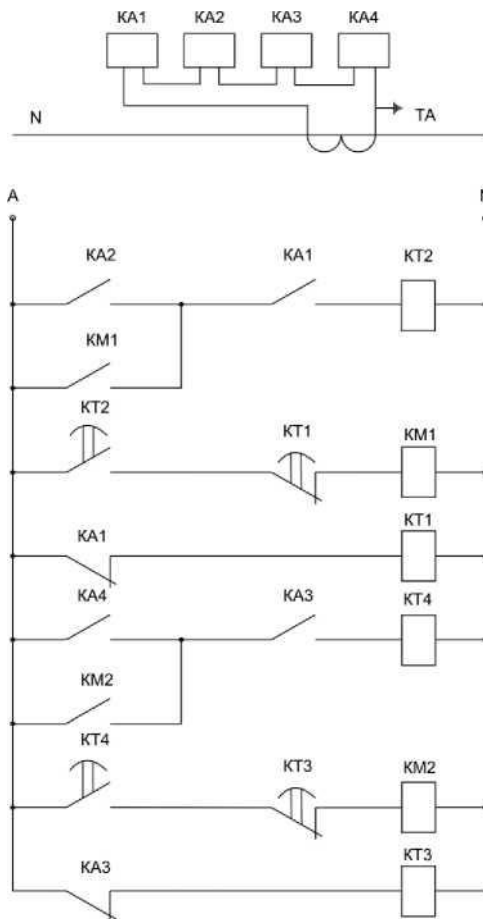 KA1 KA2 KA3 KA4
N TA
A
KA2 KA1 KT2
KM1
KT2 KT1 KM1
KA1 KT1
KA4 KA3 KT4
KM2
KT4 KT3 KM2
KA3 KT3